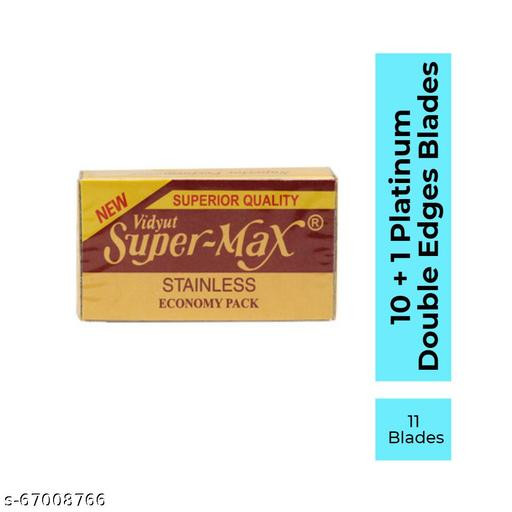 NEW
SUPERIOR QUALITY
Vidyut
Super-Max®
STAINLESS
ECONOMY PACK
10 + 1 Platinum
Double Edges Blades
11
Blades
s-67008766